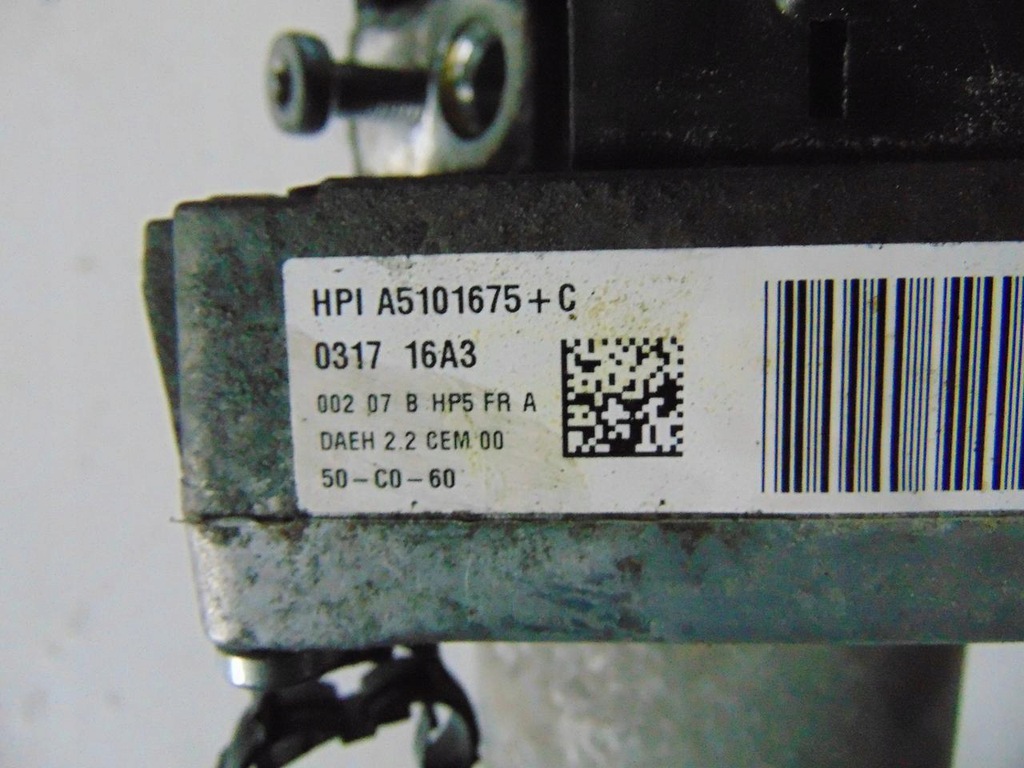 HPI A5101675+C
0317 16A3
002 07 B HP5 FR A
DAEH 2.2 CEM 00
50-C0-60